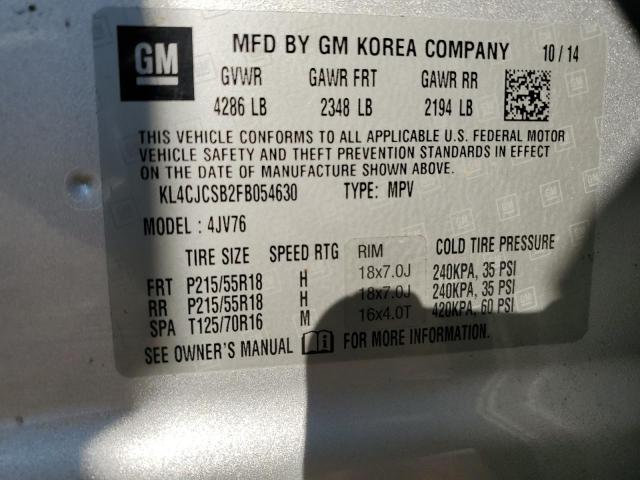 GM MFD BY GM KOREA COMPANY 10/14
GVWR GAWR FRT GAWR RR
4286 LB 2348 LB 2194 LB
THIS VEHICLE CONFORMS TO ALL APPLICABLE U.S. FEDERAL MOTOR
VEHICLE SAFETY AND THEFT PREVENTION STANDARDS IN EFFECT
ON THE DATE OF MANUFACTURE SHOWN ABOVE.
KL4CJCSB2FB054630 TYPE: MPV
MODEL: 4JV76
TIRE SIZE SPEED RTG RIM COLD TIRE PRESSURE
FRT P215/55R18 H 18x7.0J 240KPA, 35 PSI
RR P215/55R18 H 18x7.0J 240KPA, 35 PSI
SPA T125/70R16 M 16x4.0T 420KPA, 60 PSI
SEE OWNER'S MANUAL FOR MORE INFORMATION.